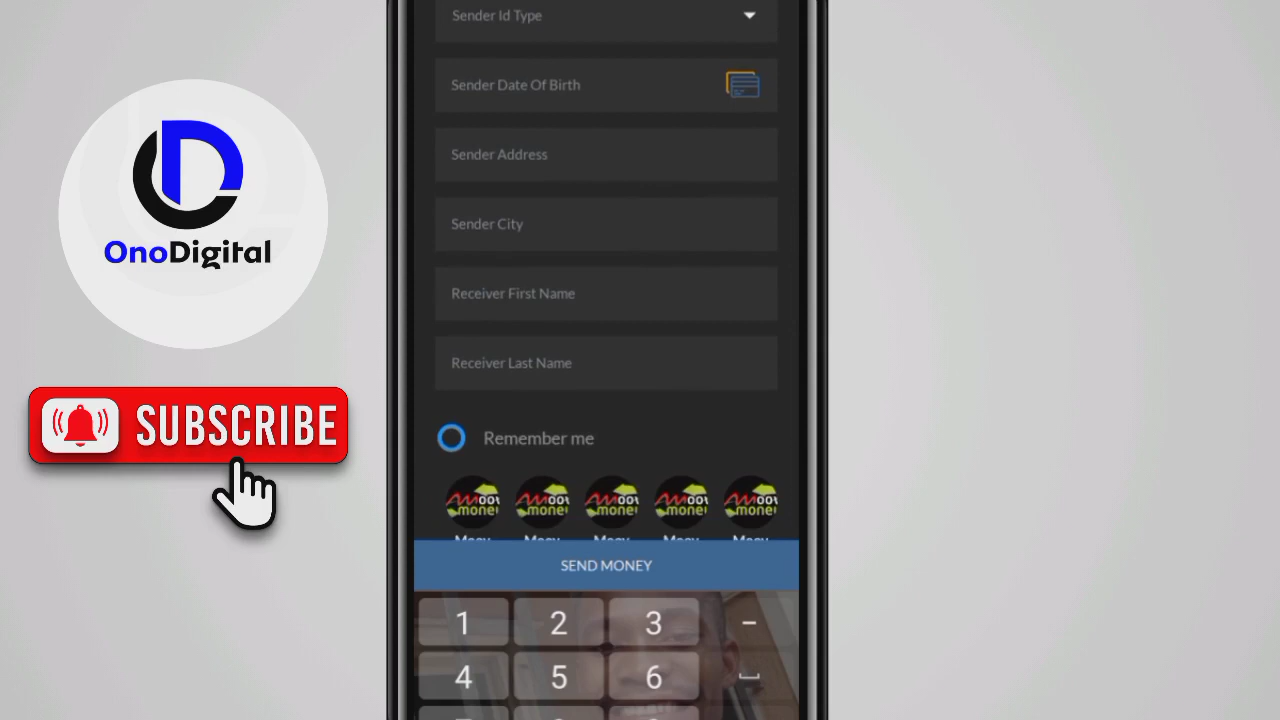 Sender Id Type
Sender Date Of Birth
Sender Address
Sender City
Receiver First Name
Receiver Last Name
Remember me
OnoDigital
SUBSCRIBE
SEND MONEY
1 2 3 -
4 5 6